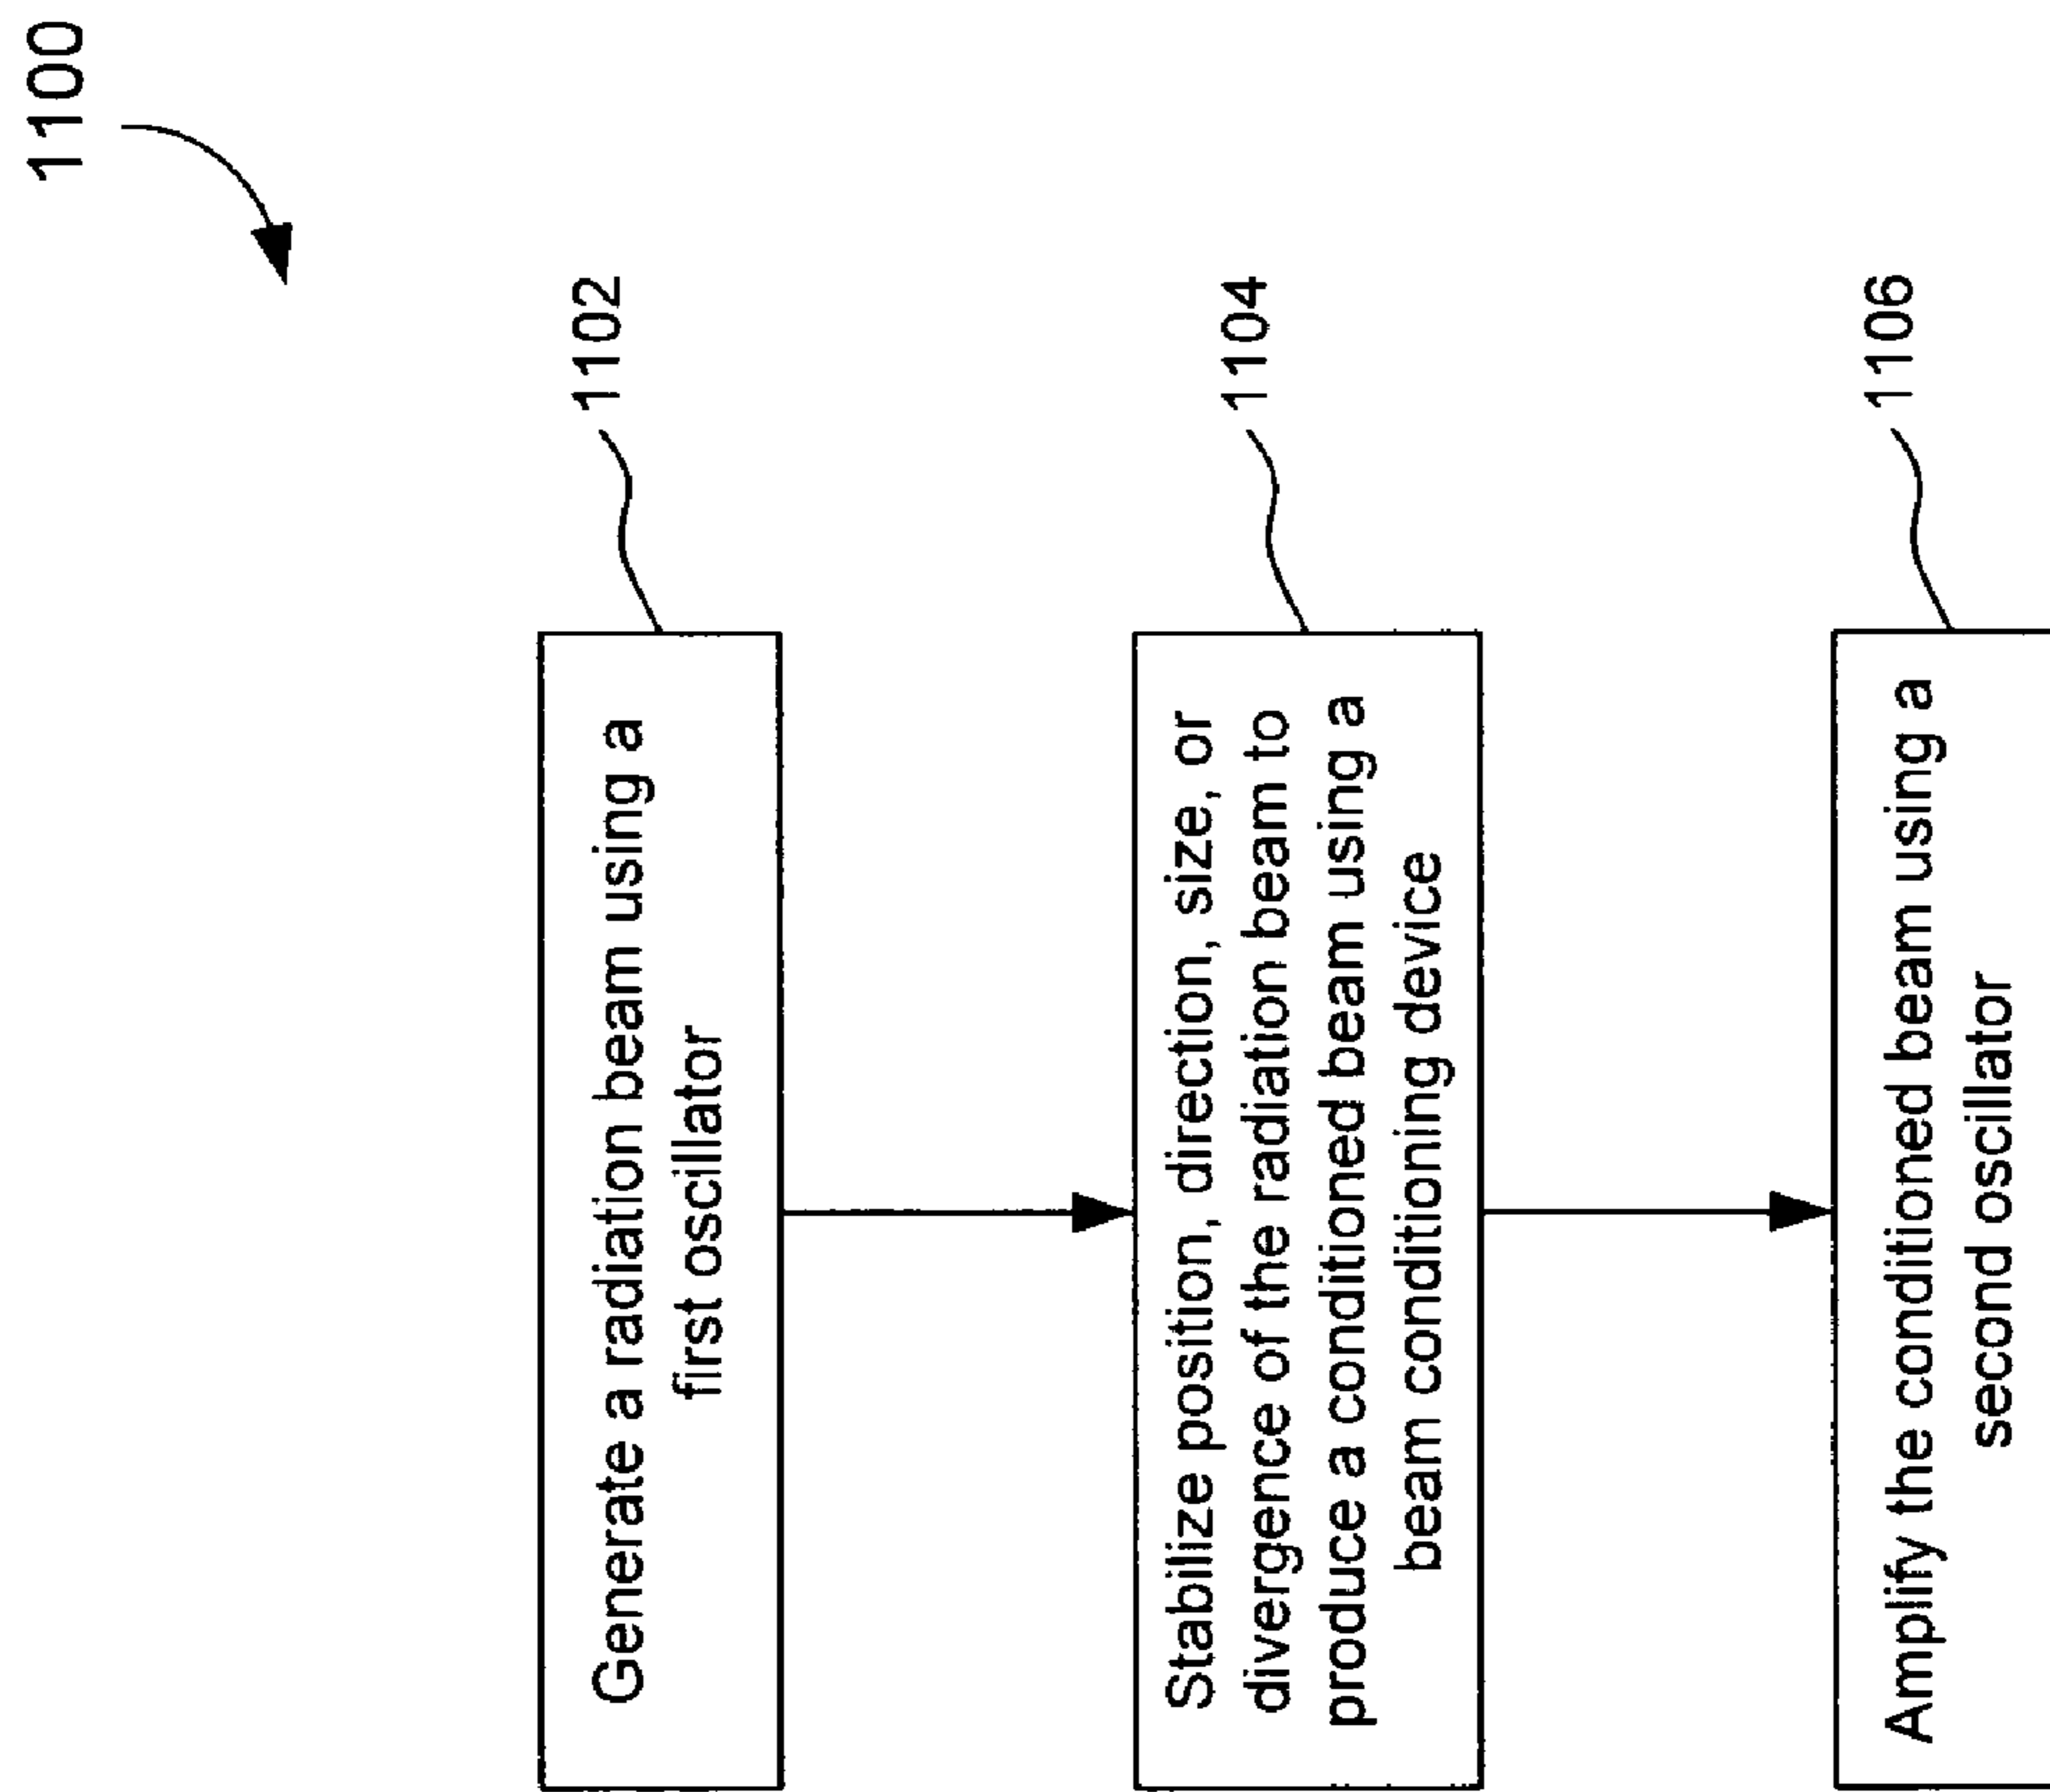 1100
1102
Generate a radiation beam using a
first oscillator
1104
Stabilize position, direction, size, or
divergence of the radiation beam to
produce a conditioned beam using a
beam conditioning device
1106
Amplify the conditioned beam using a
second oscillator